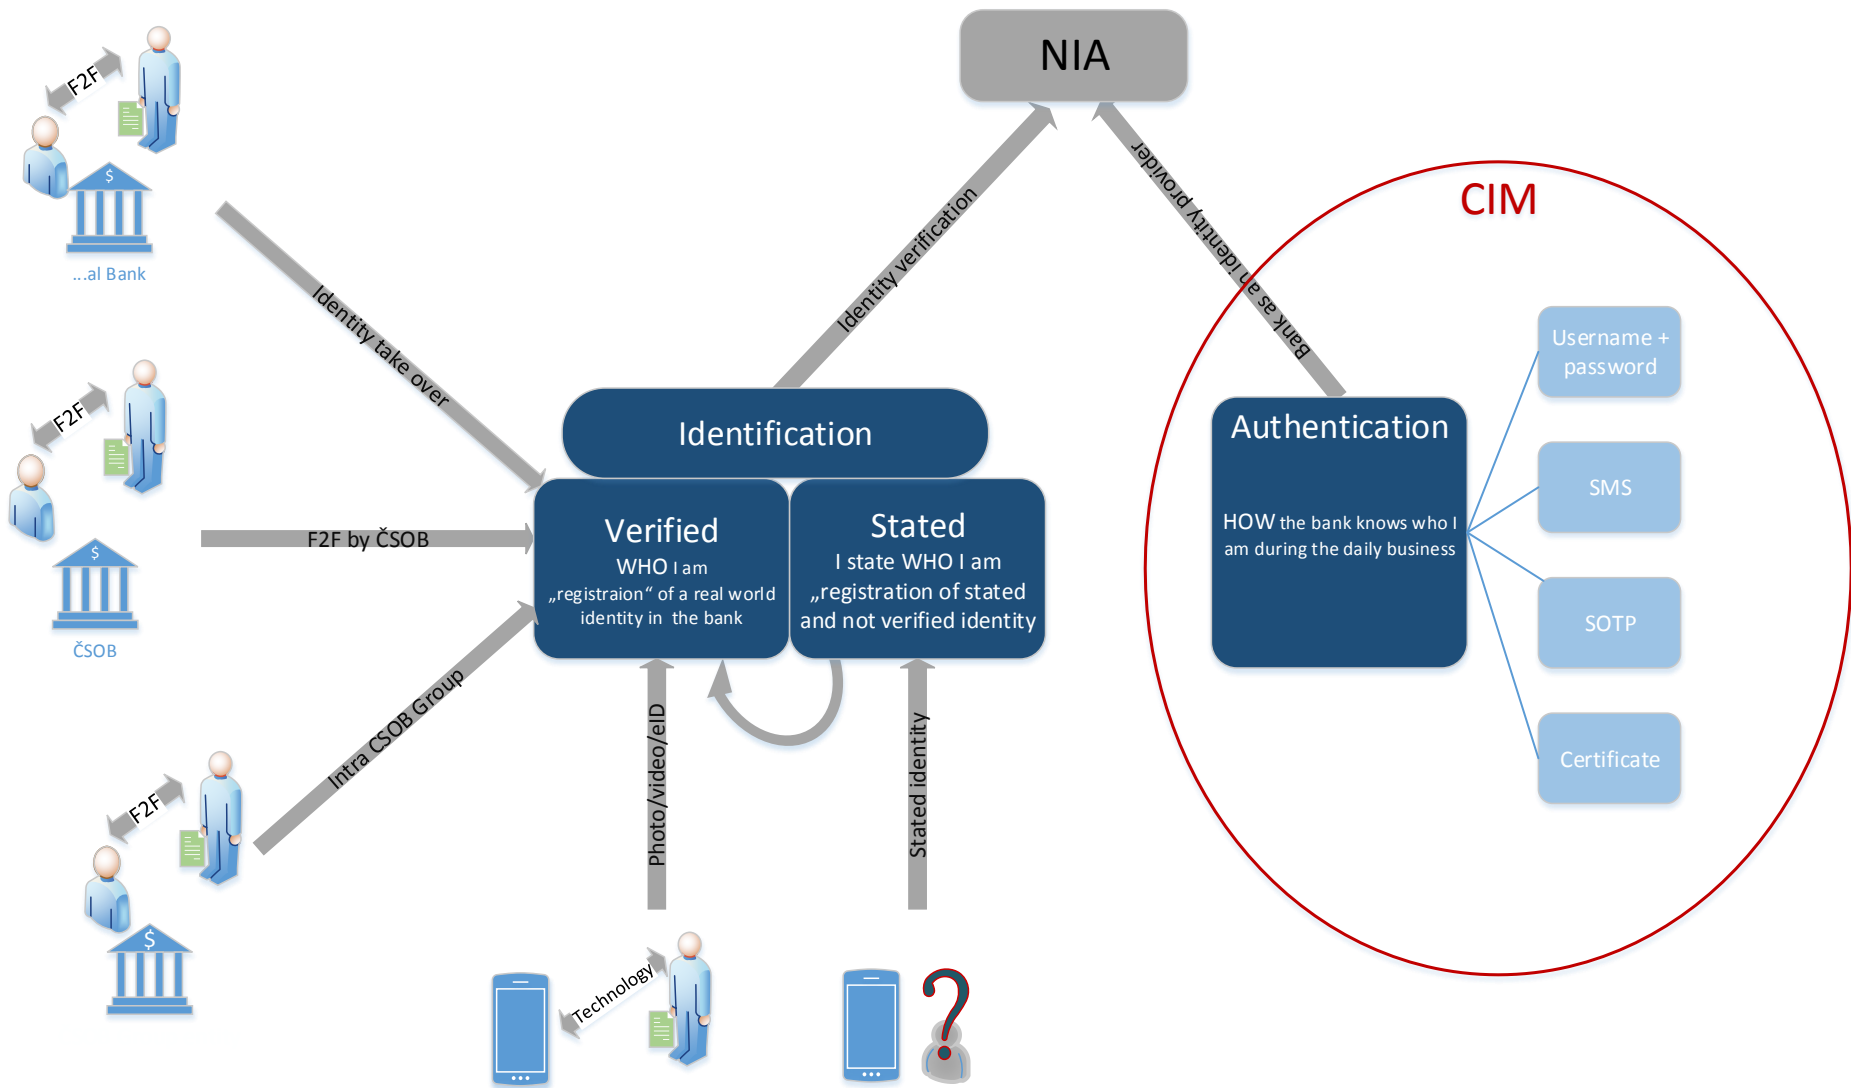 NIA
F2F
$
...al Bank
Identity take over
F2F
$
ČSOB
F2F by ČSOB
F2F
$
Intra CSOB Group
Identity verification
Bank as an identity provider
Identification
Verified
WHO I am
„registraion“ of a real world
identity in the bank
Stated
I state WHO I am
„registration of stated
and not verified identity
Photo/video/eID
Stated identity
Technology
?
CIM
Authentication
HOW the bank knows who I
am during the daily business
Username +
password
SMS
SOTP
Certificate